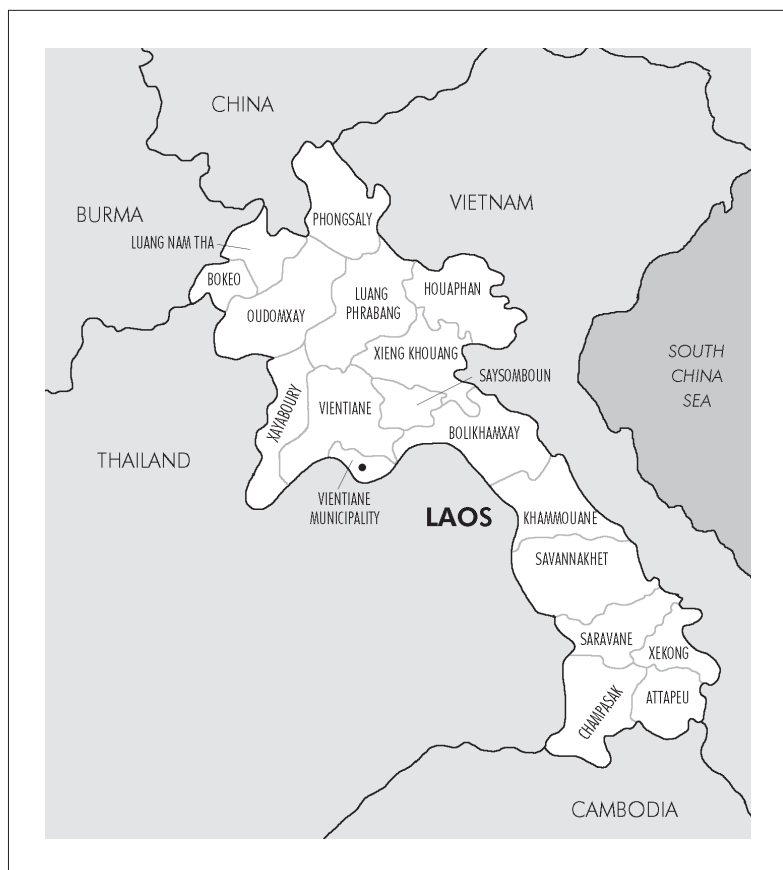 CHINA
BURMA
VIETNAM
PHONGSALY
LUANG NAM THA
BOKEO
HOUAPHAN
LUANG
PHRABANG
OUDOMXAY
XIENG KHOUANG
SOUTH
CHINA
SEA
SAYSOMBOUN
XAYABOURY
VIENTIANE
BOLIKHAMXAY
THAILAND
VIENTIANE
MUNICIPALITY
LAOS
KHAMMOUANE
SAVANNAKHET
SARAVANE
XEKONG
CHAMPASAK
ATTAPEU
CAMBODIA